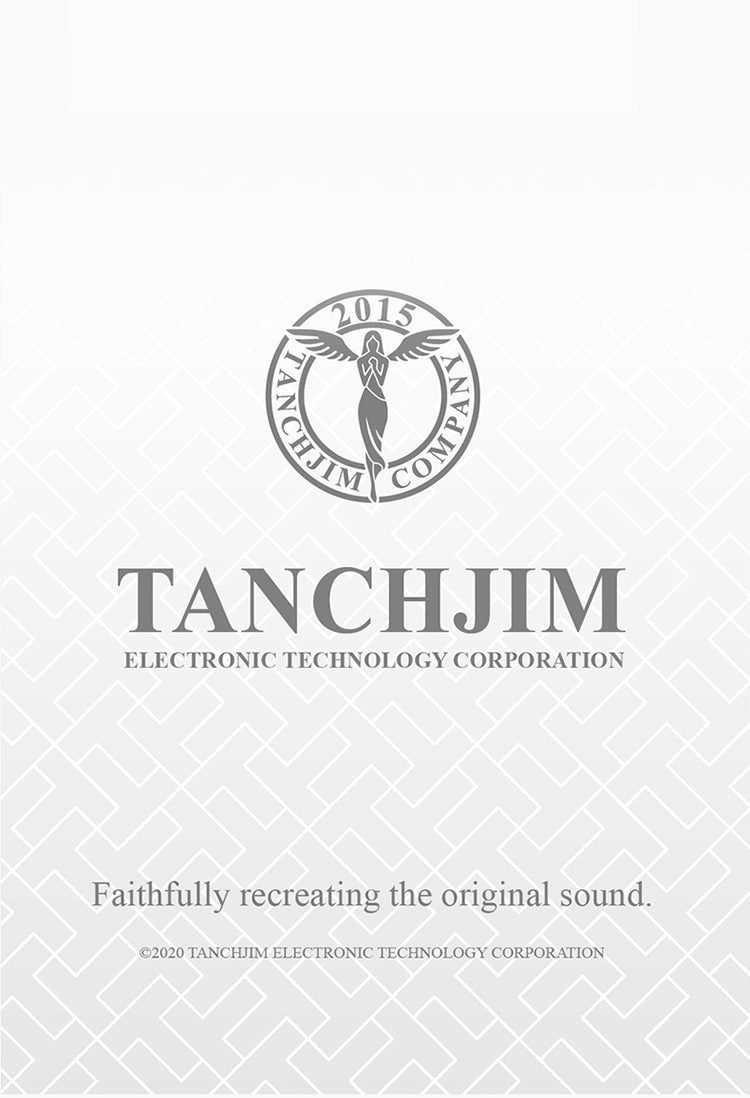 2015
TANCHJIM COMPANY
TANCHJIM
ELECTRONIC TECHNOLOGY CORPORATION
Faithfully recreating the original sound.
©2020 TANCHJIM ELECTRONIC TECHNOLOGY CORPORATION